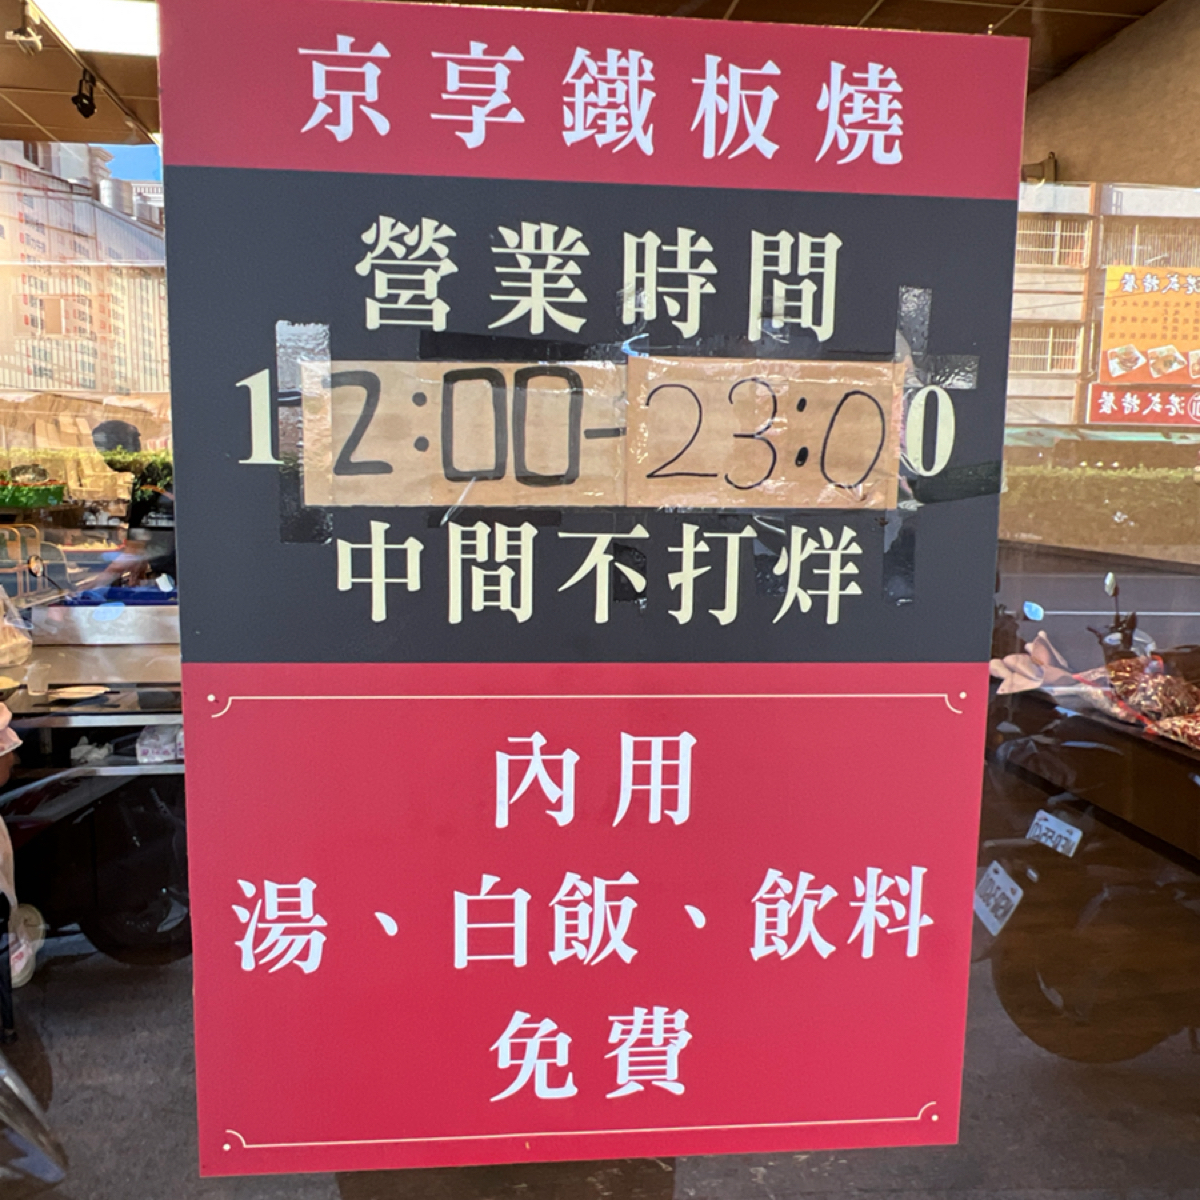 京享鐵板燒
營業時間
12:00-23:00
中間不打烊
內用
湯、白飯、飲料
免費